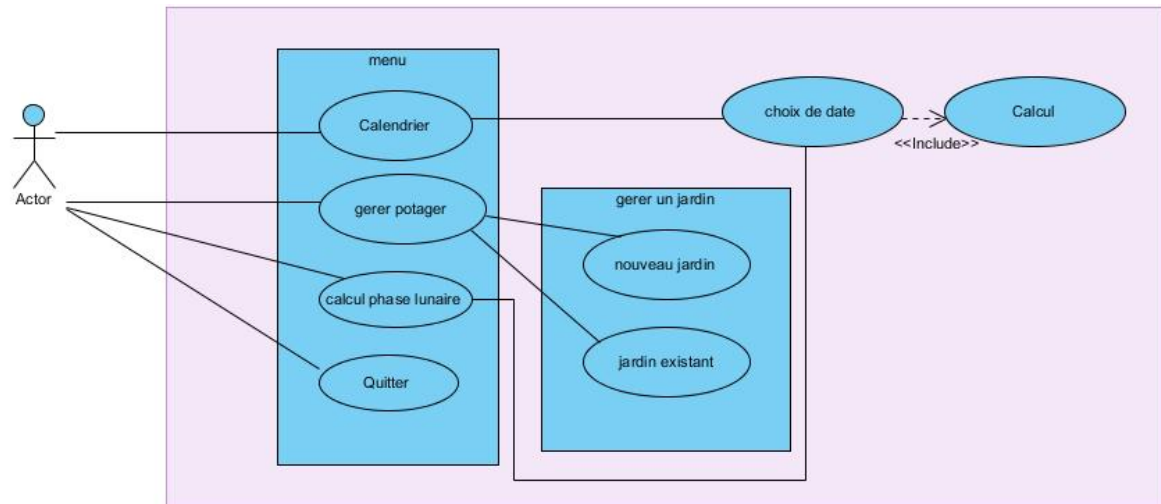 menu
Calendrier
choix de date
Calcul
<<Include>>
Actor
gerer potager
gerer un jardin
nouveau jardin
calcul phase lunaire
jardin existant
Quitter